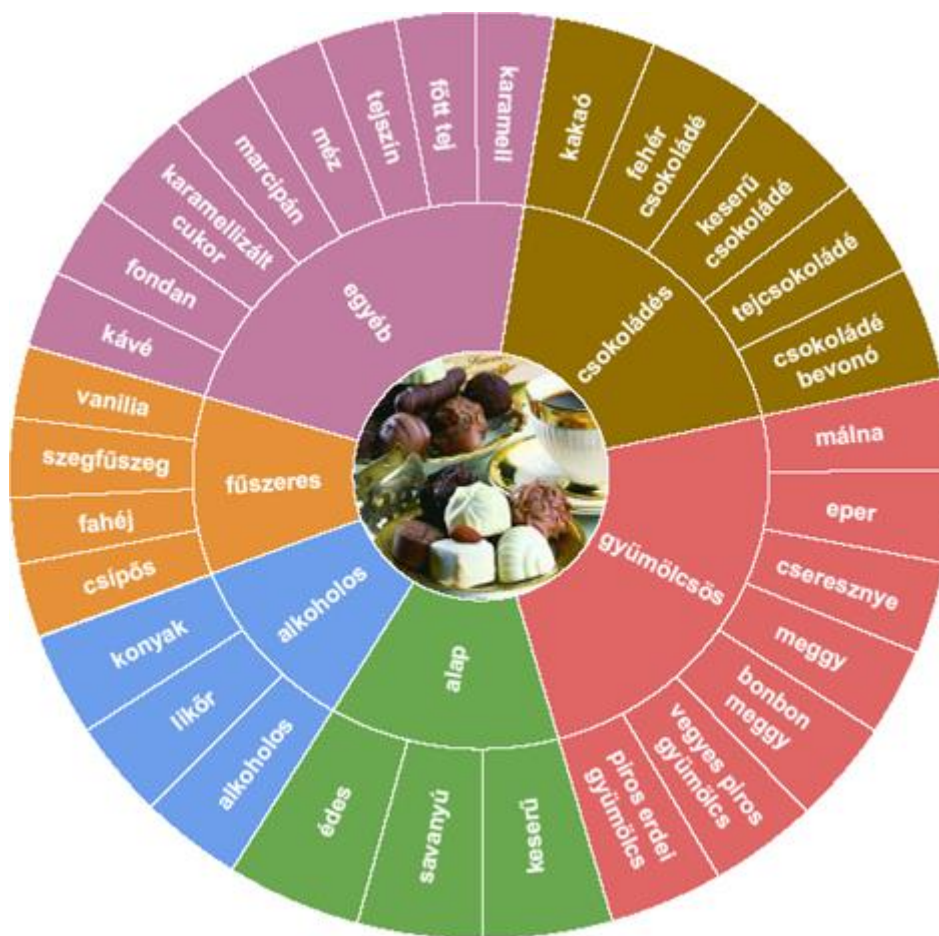 karamell
főtt tej
tejszín
méz
marcipán
karamellizált
cukor
fondan
kávé
egyéb
kakaó
fehér
csokoládé
keserű
csokoládé
tejcsokoládé
csokoládé
bevonó
csokoládés
málna
eper
cseresznye
meggy
bonbon
meggy
vegyes piros
gyümölcs
piros erdei
gyümölcs
gyümölcsös
keserű
savanyú
édes
alap
alkoholos
likőr
konyak
alkoholos
csípős
fahéj
szegfűszeg
vanilia
fűszeres